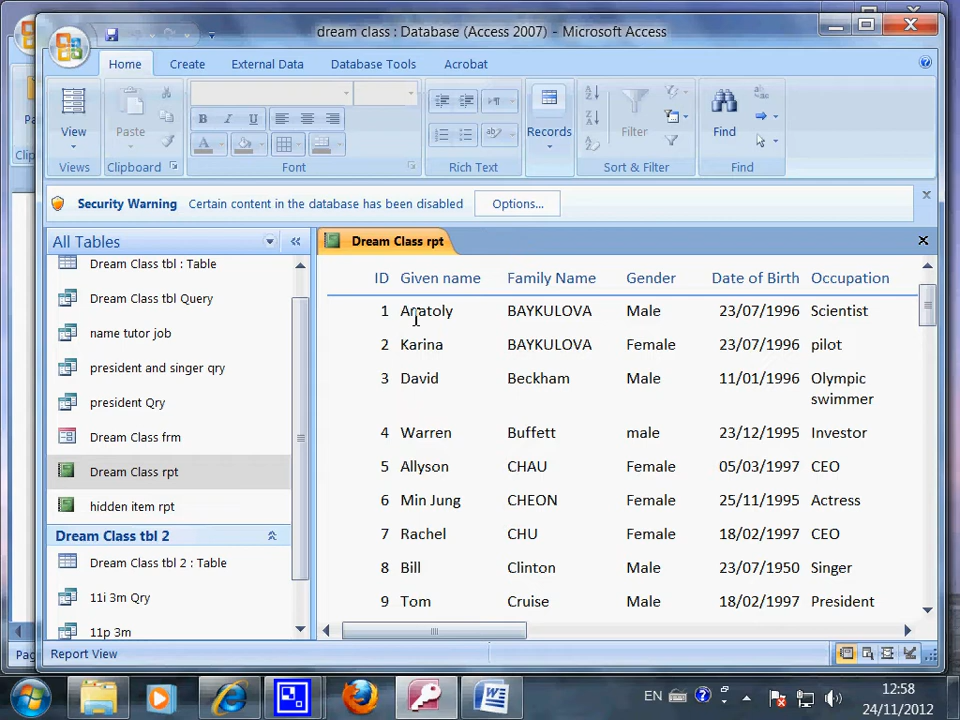 dream class : Database (Access 2007) - Microsoft Access
Home Create External Data Database Tools Acrobat
View
Views
Paste
Clipboard
B I U
A
Font
ab
Rich Text
Records
Filter
Sort & Filter
Find
Find
Security Warning Certain content in the database has been disabled Options...
All Tables
Dream Class tbl : Table
Dream Class tbl Query
name tutor job
president and singer qry
president Qry
Dream Class frm
Dream Class rpt
hidden item rpt
Dream Class tbl 2
Dream Class tbl 2 : Table
11i 3m Qry
11p 3m
Dream Class rpt
ID Given name Family Name Gender Date of Birth Occupation
1 Anatoly BAYKULOVA Male 23/07/1996 Scientist
2 Karina BAYKULOVA Female 23/07/1996 pilot
3 David Beckham Male 11/01/1996 Olympic
swimmer
4 Warren Buffett male 23/12/1995 Investor
5 Allyson CHAU Female 05/03/1997 CEO
6 Min Jung CHEON Female 25/11/1995 Actress
7 Rachel CHU Female 18/02/1997 CEO
8 Bill Clinton Male 23/07/1950 Singer
9 Tom Cruise Male 18/02/1997 President
Report View
EN
12:58
24/11/2012